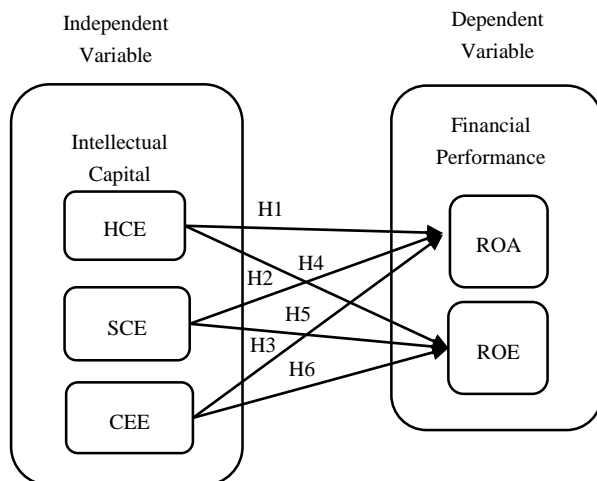 Independent
Variable
Dependent
Variable
Intellectual
Capital
Financial
Performance
HCE
H1
ROA
H4
H2
SCE
H5
H3
ROE
H6
CEE